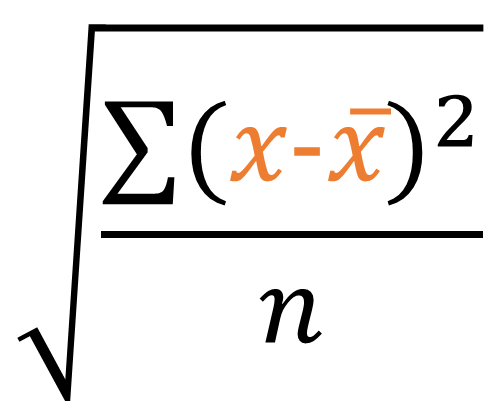 √
∑(x-x̄)²
n